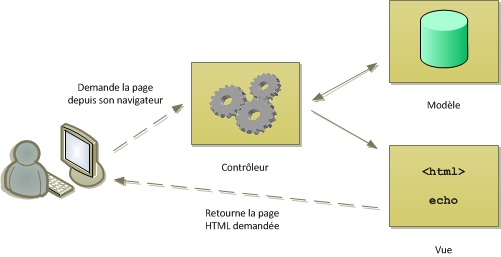 Demande la page
depuis son navigateur
Contrôleur
Modèle
<html>
echo
Vue
Retourne la page
HTML demandée